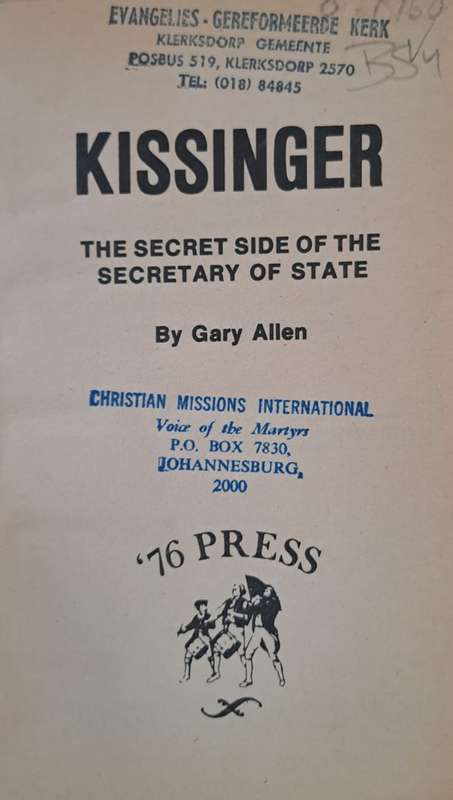 EVANGELIES - GEREFORMEERDE KERK
KLERKSDORP GEMEENTE
POSBUS 519, KLERKSDORP 2570
TEL: (018) 84845
KISSINGER
THE SECRET SIDE OF THE
SECRETARY OF STATE
By Gary Allen
CHRISTIAN MISSIONS INTERNATIONAL
Voice of the Martyrs
P.O. BOX 7830,
JOHANNESBURG,
2000
'76 PRESS